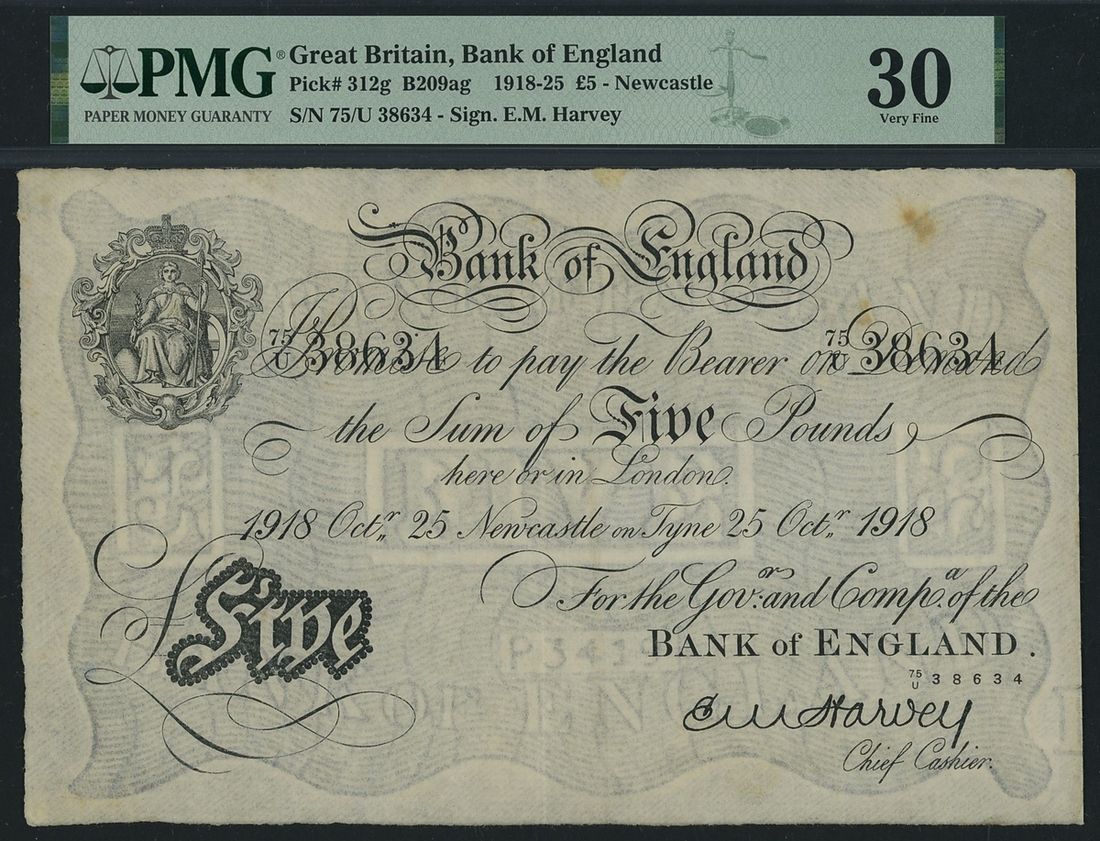 PMG® Great Britain, Bank of England
PAPER MONEY GUARANTY
Pick# 312g B209ag 1918-25 £5 - Newcastle
S/N 75/U 38634 - Sign. E.M. Harvey
30
Very Fine
Bank of England
75/U 38634 75/U 38634
I Promise to pay the Bearer on Demand
the Sum of Five Pounds
here or in London.
1918 Octr. 25 Newcastle on Tyne 25 Octr. 1918
For the Govr. and Compa. of the
BANK of ENGLAND.
£Five
75/U 38634
E M Harvey
Chief Cashier.